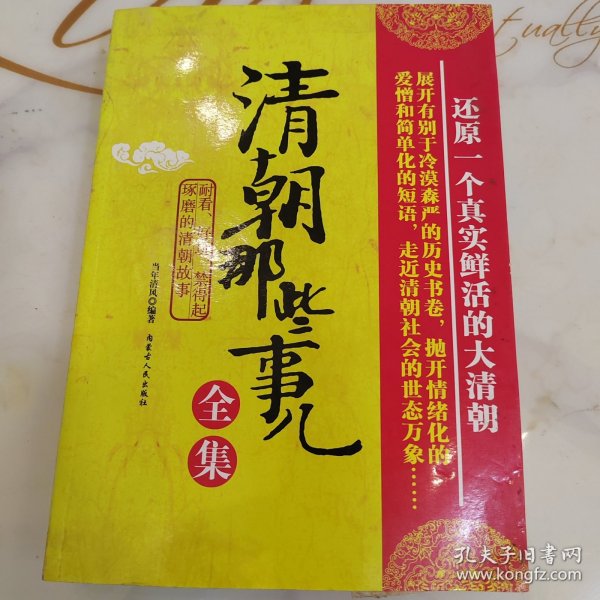 还原一个真实鲜活的大清朝
展开有别于冷漠森严的历史书卷，抛开情绪化的
爱憎和简单化的短语，走近清朝社会的世态万象……
清朝那些事儿
全集
耐看、禁得起
琢磨的清朝故事
当年清风 编著
内蒙古人民出版社
ually
孔夫子旧书网
www.kongfz.com